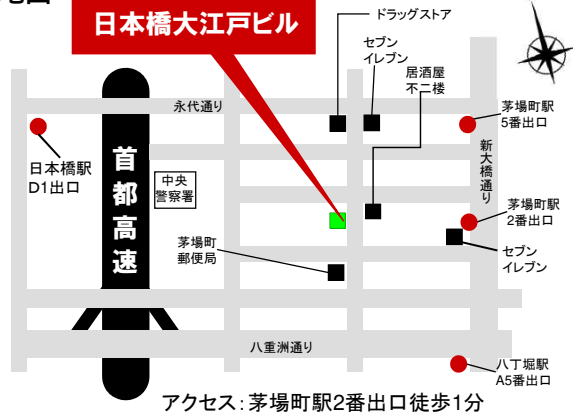 日本橋大江戸ビル
ドラッグストア
セブン
イレブン
居酒屋
不二楼
永代通り
茅場町駅
5番出口
日本橋駅
D1出口
首都高速
中央
警察署
新大橋通り
茅場町駅
2番出口
茅場町
郵便局
セブン
イレブン
八重洲通り
八丁堀駅
A5番出口
アクセス：茅場町駅2番出口徒歩1分